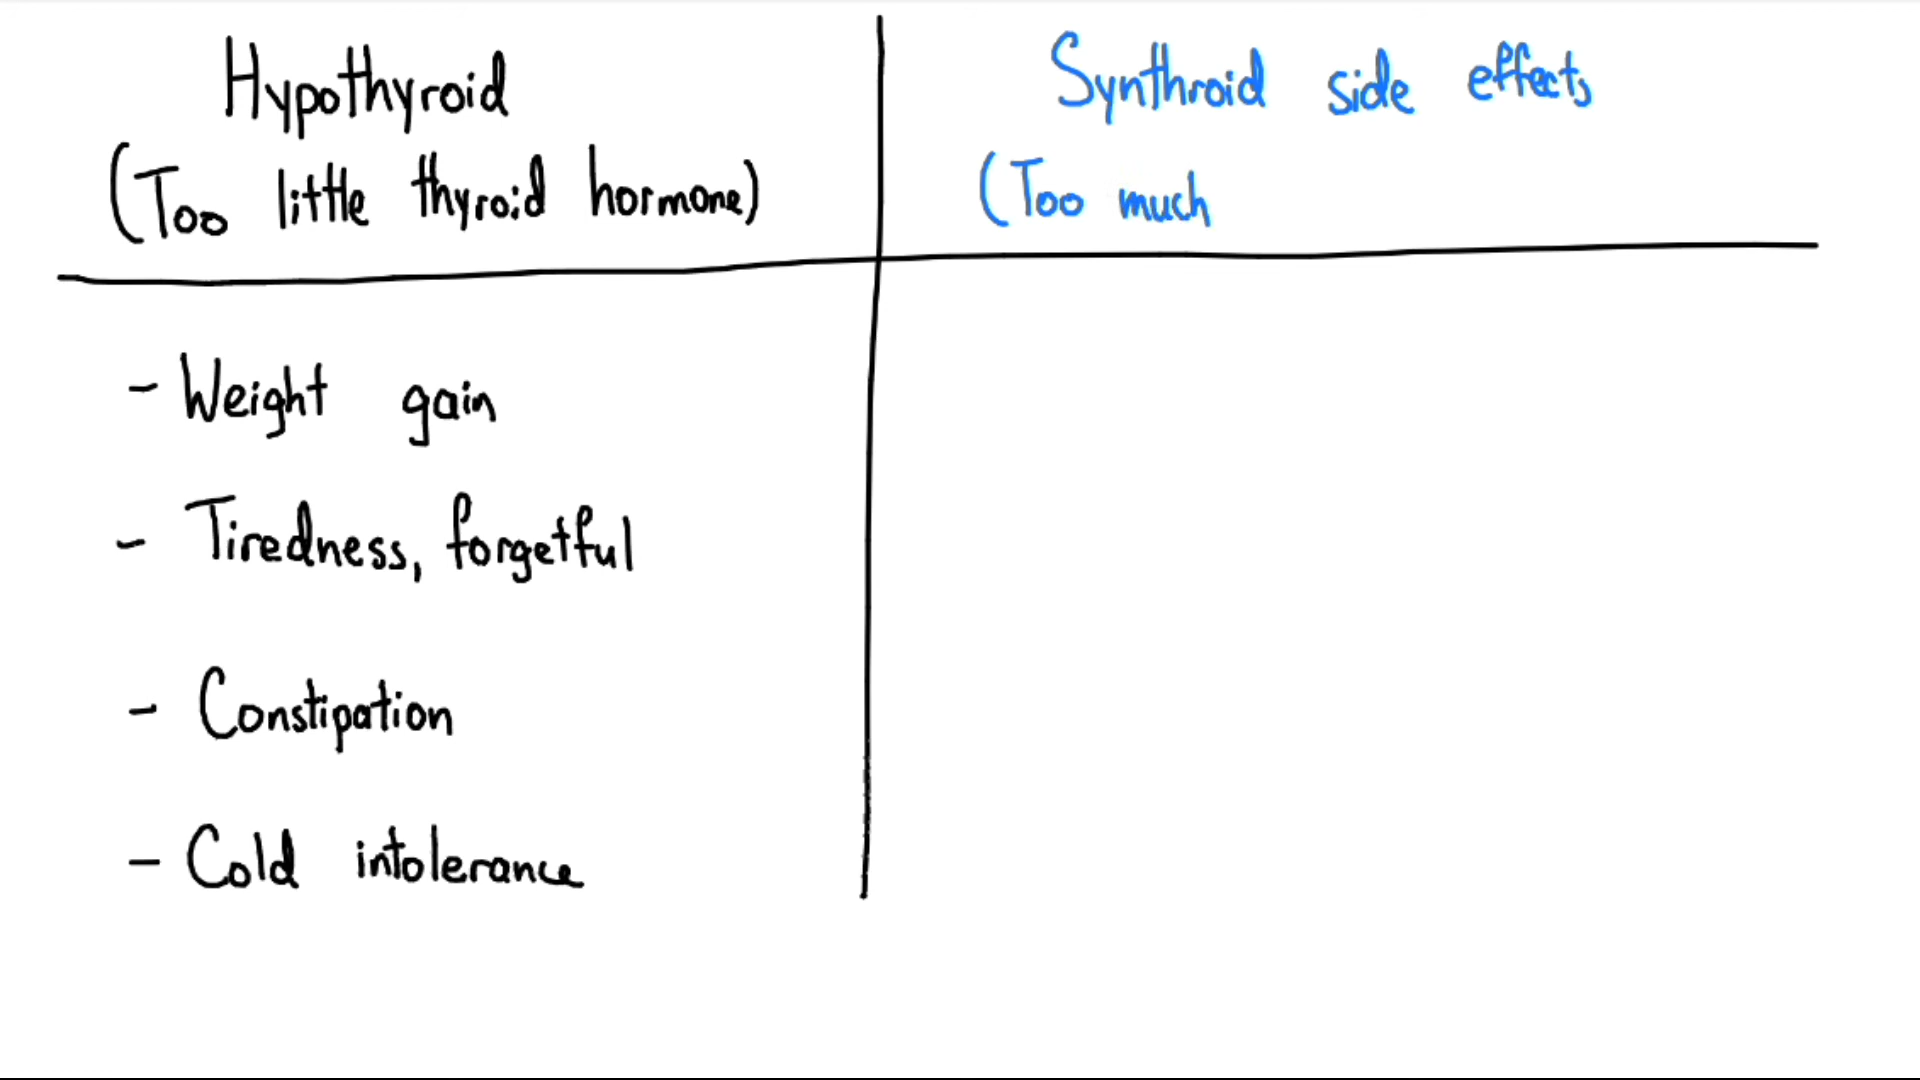 Hypothyroid
(Too little thyroid hormone)
Synthroid side effects
(Too much
- Weight gain
- Tiredness, forgetful
- Constipation
- Cold intolerance